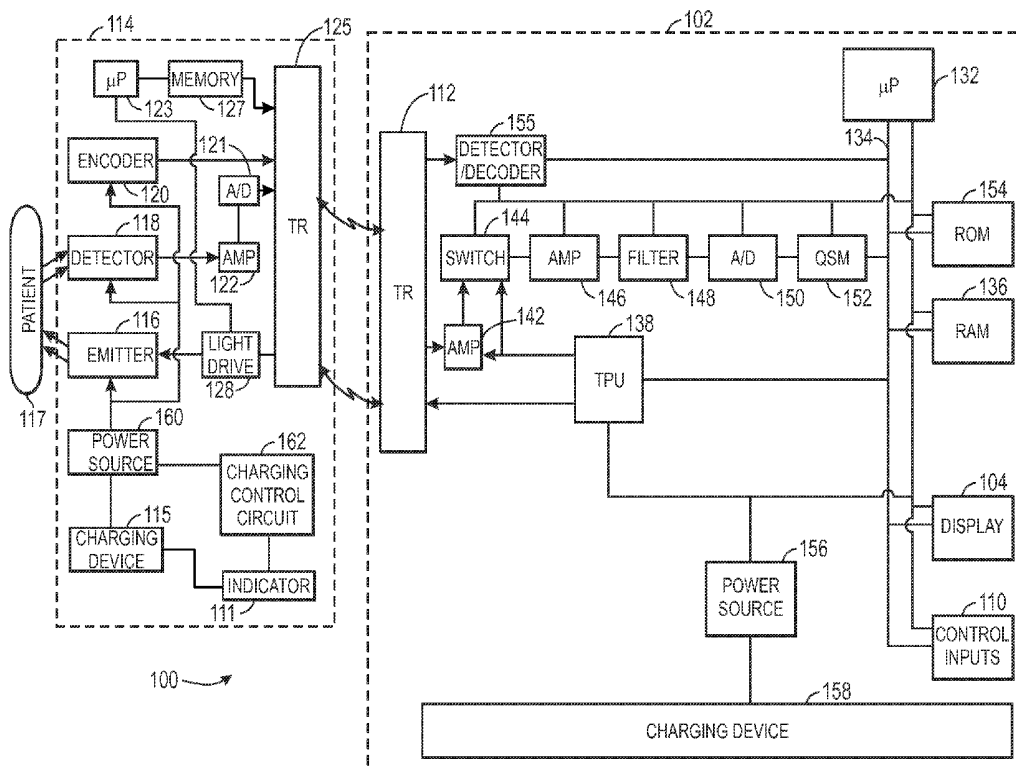 114
125
102
μP
123
MEMORY
127
121
ENCODER
120
A/D
118
DETECTOR
AMP
122
TR
116
EMITTER
LIGHT
DRIVE
128
PATIENT
117
160
POWER
SOURCE
162
CHARGING
CONTROL
CIRCUIT
115
CHARGING
DEVICE
INDICATOR
111
100
112
TR
155
DETECTOR
/DECODER
μP
132
134
144
SWITCH
AMP
146
FILTER
148
A/D
150
QSM
152
154
ROM
136
RAM
142
AMP
138
TPU
104
DISPLAY
156
POWER
SOURCE
110
CONTROL
INPUTS
158
CHARGING DEVICE